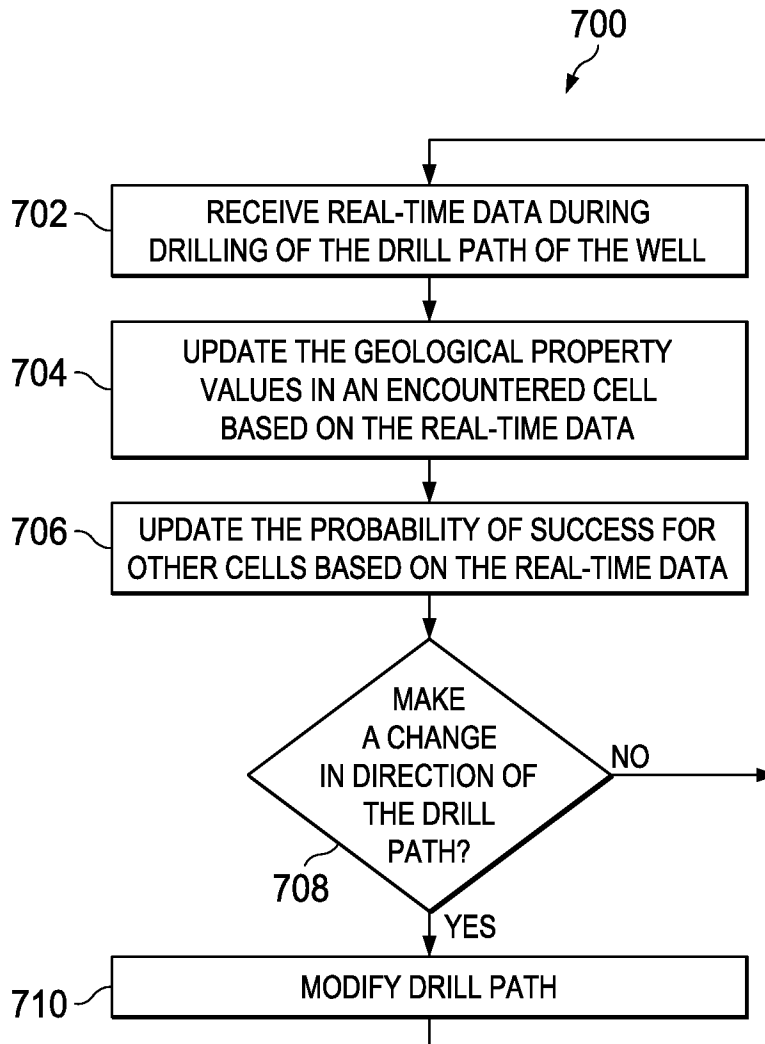 700
702
RECEIVE REAL-TIME DATA DURING
DRILLING OF THE DRILL PATH OF THE WELL
704
UPDATE THE GEOLOGICAL PROPERTY
VALUES IN AN ENCOUNTERED CELL
BASED ON THE REAL-TIME DATA
706
UPDATE THE PROBABILITY OF SUCCESS FOR
OTHER CELLS BASED ON THE REAL-TIME DATA
MAKE
A CHANGE
IN DIRECTION OF
THE DRILL
PATH?
NO
708
YES
710
MODIFY DRILL PATH